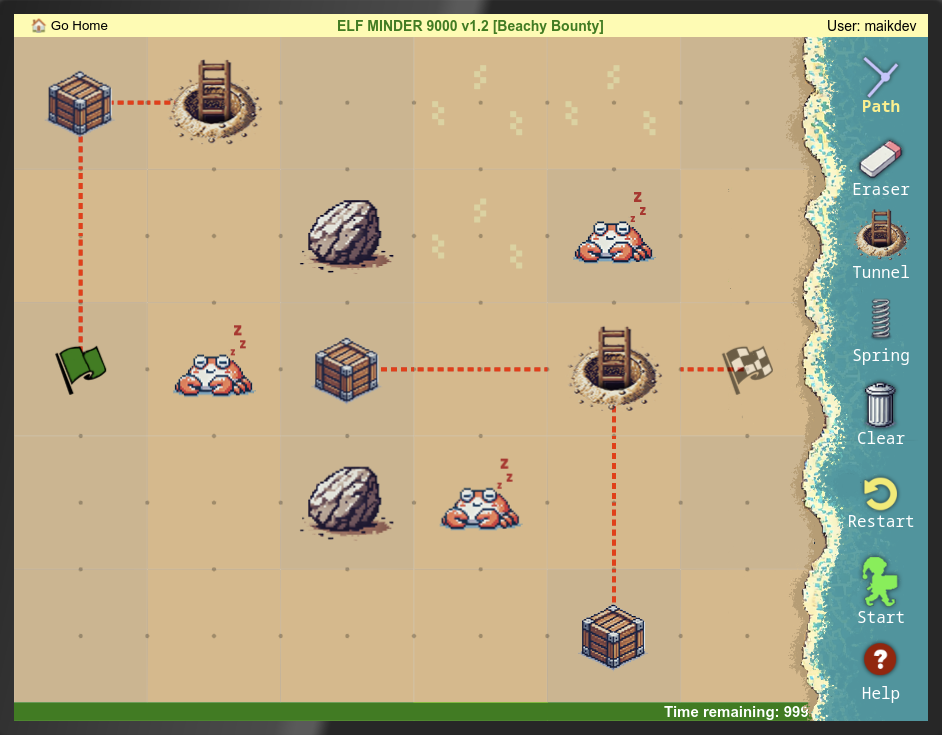 Go Home
ELF MINDER 9000 v1.2 [Beachy Bounty]
User: maikdev
Path
Eraser
Tunnel
Spring
Clear
Restart
Start
Help
z
z
z
z
z
z
z
z
z
?
Time remaining: 999